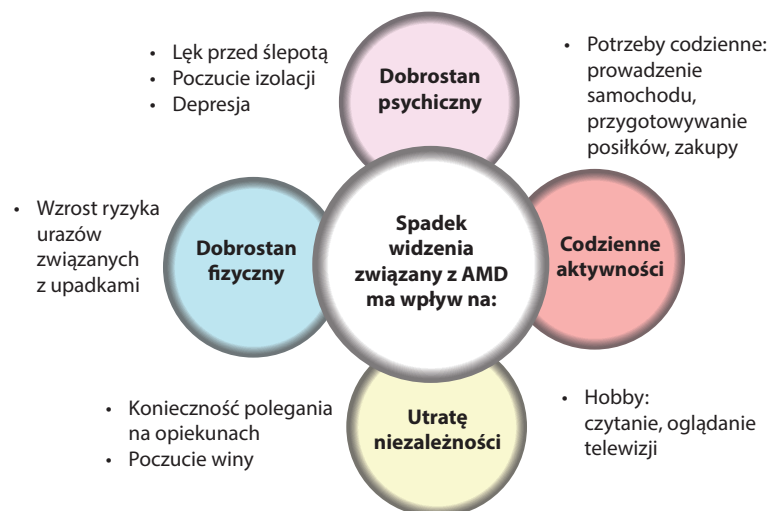 • Lęk przed ślepotą
• Poczucie izolacji
• Depresja
Dobrostan
psychiczny
• Potrzeby codzienne:
prowadzenie
samochodu,
przygotowywanie
posiłków, zakupy
• Wzrost ryzyka
urazów
związanych
z upadkami
Dobrostan
fizyczny
Spadek
widzenia
związany z AMD
ma wpływ na:
Codzienne
aktywności
• Konieczność polegania
na opiekunach
• Poczucie winy
Utratę
niezależności
• Hobby:
czytanie, oglądanie
telewizji